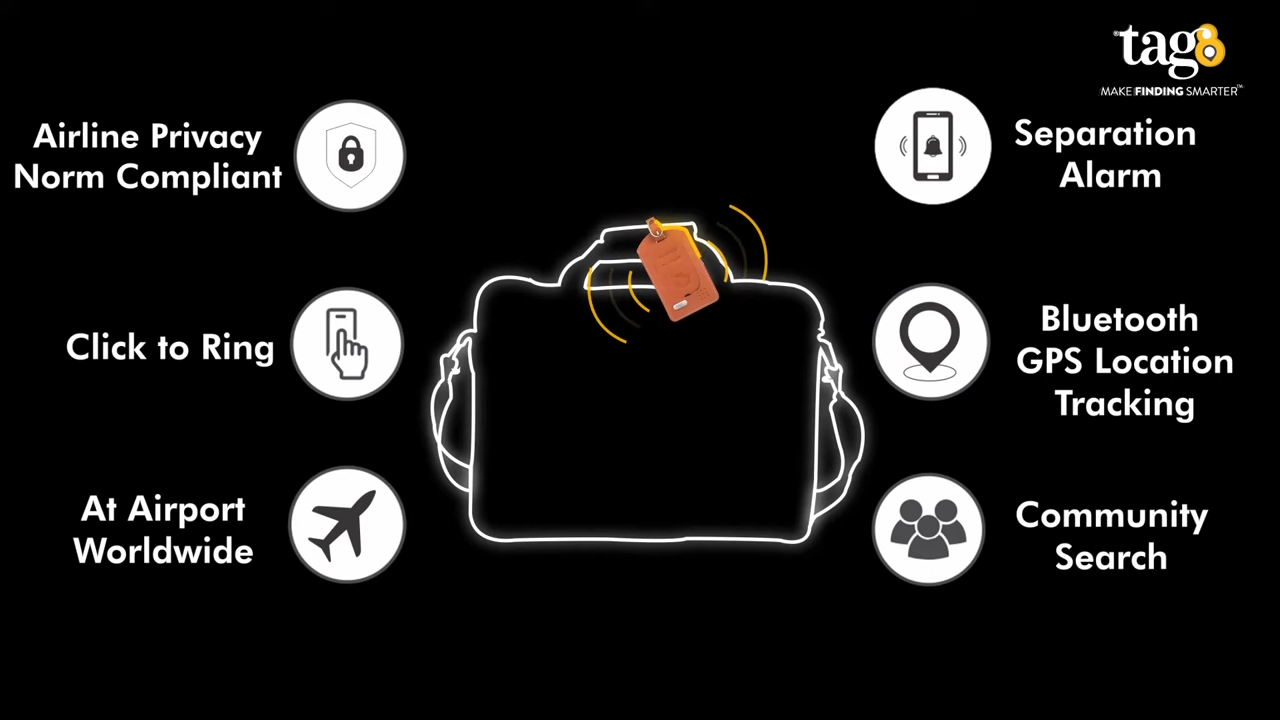 tag8
MAKE FINDING SMARTER™
Airline Privacy
Norm Compliant
Click to Ring
At Airport
Worldwide
Separation
Alarm
Bluetooth
GPS Location
Tracking
Community
Search